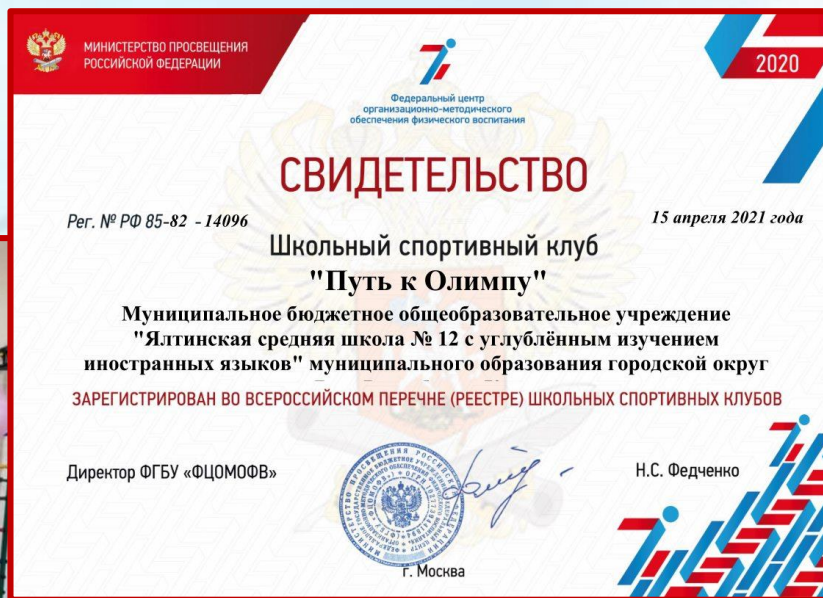 МИНИСТЕРСТВО ПРОСВЕЩЕНИЯ
РОССИЙСКОЙ ФЕДЕРАЦИИ
2020
Федеральный центр
организационно-методического
обеспечения физического воспитания
СВИДЕТЕЛЬСТВО
Рег. № РФ 85-82 - 14096
15 апреля 2021 года
Школьный спортивный клуб
"Путь к Олимпу"
Муниципальное бюджетное общеобразовательное учреждение
"Ялтинская средняя школа № 12 с углублённым изучением
иностранных языков" муниципального образования городской округ
ЗАРЕГИСТРИРОВАН ВО ВСЕРОССИЙСКОМ ПЕРЕЧНЕ (РЕЕСТРЕ) ШКОЛЬНЫХ СПОРТИВНЫХ КЛУБОВ
Директор ФГБУ «ФЦОМОФВ»
Н.С. Федченко
г. Москва